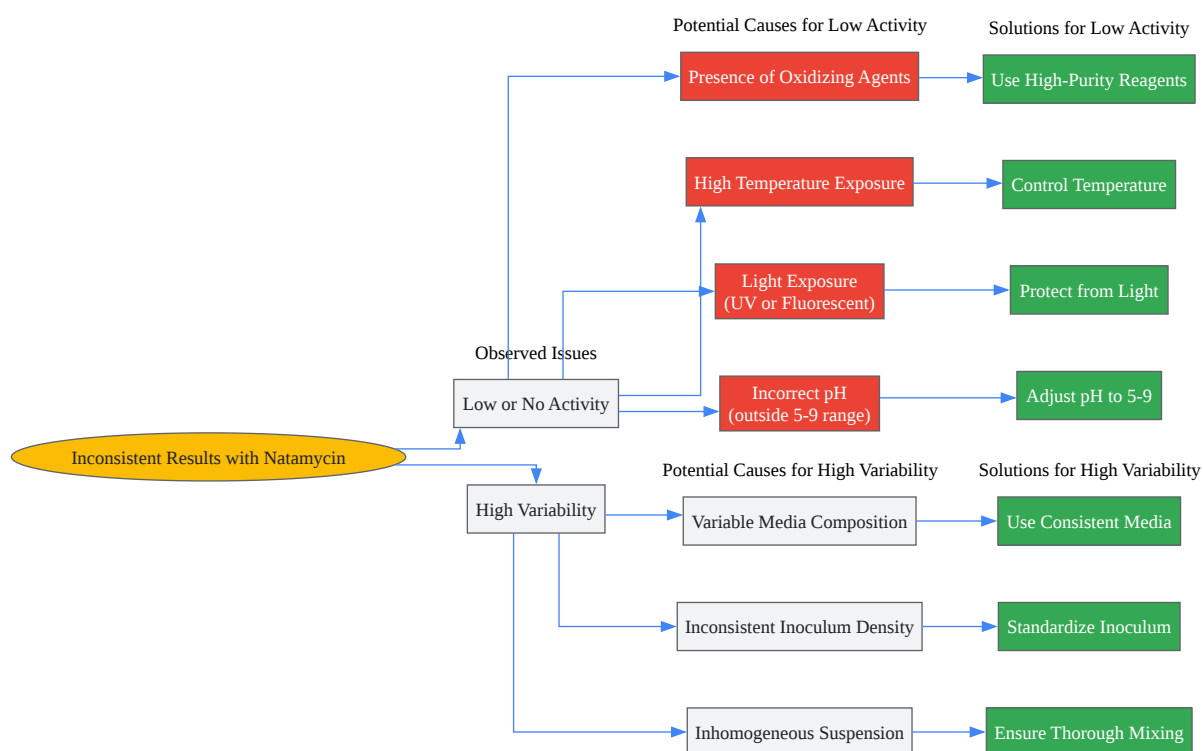 Potential Causes for Low Activity
Solutions for Low Activity
Presence of Oxidizing Agents
Use High-Purity Reagents
High Temperature Exposure
Control Temperature
Light Exposure
(UV or Fluorescent)
Protect from Light
Observed Issues
Low or No Activity
Incorrect pH
(outside 5-9 range)
Adjust pH to 5-9
Inconsistent Results with Natamycin
Potential Causes for High Variability
Solutions for High Variability
High Variability
Variable Media Composition
Use Consistent Media
Inconsistent Inoculum Density
Standardize Inoculum
Inhomogeneous Suspension
Ensure Thorough Mixing